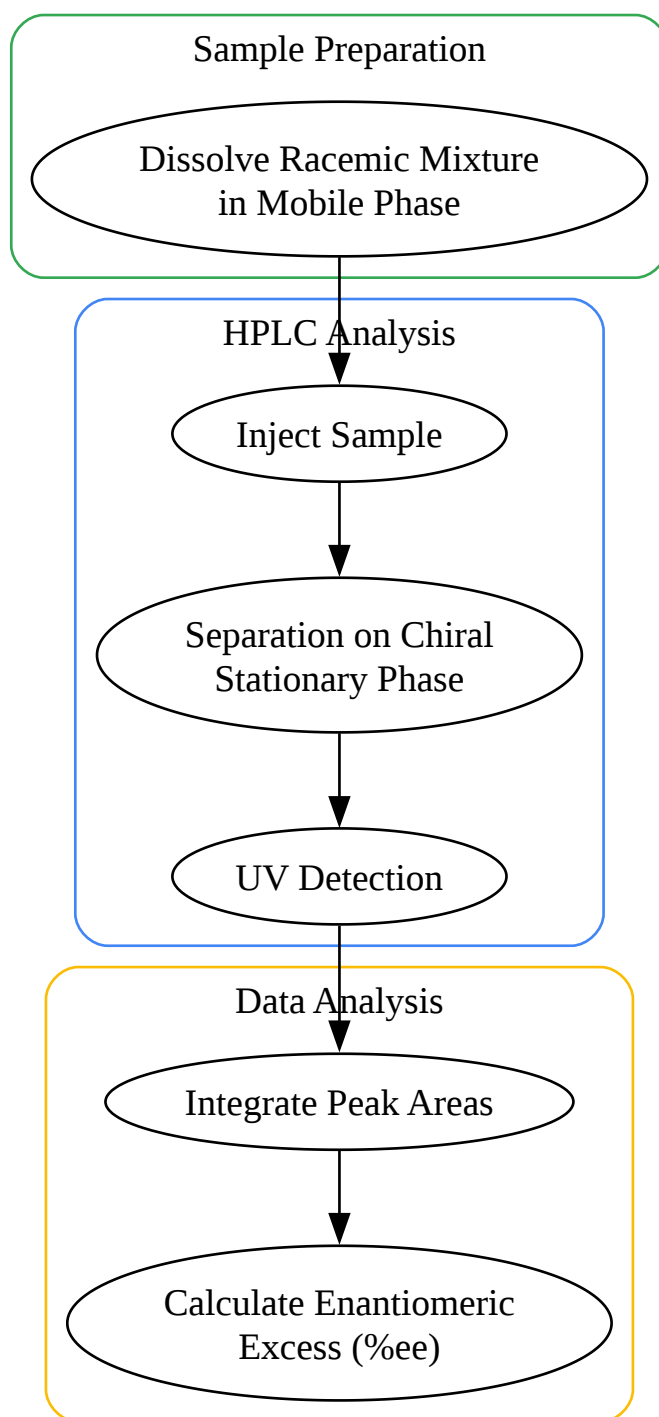 Sample Preparation
Dissolve Racemic Mixture
in Mobile Phase
HPLC Analysis
Inject Sample
Separation on Chiral
Stationary Phase
UV Detection
Data Analysis
Integrate Peak Areas
Calculate Enantiomeric
Excess (%ee)